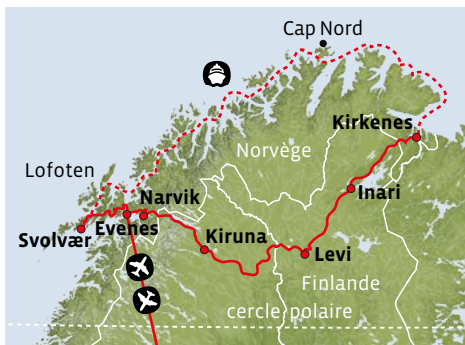 Cap Nord
Kirkenes
Norvège
Lofoten
Inari
Narvik
Evenes
Svolvær
Kiruna
Levi
Finlande
cercle polaire